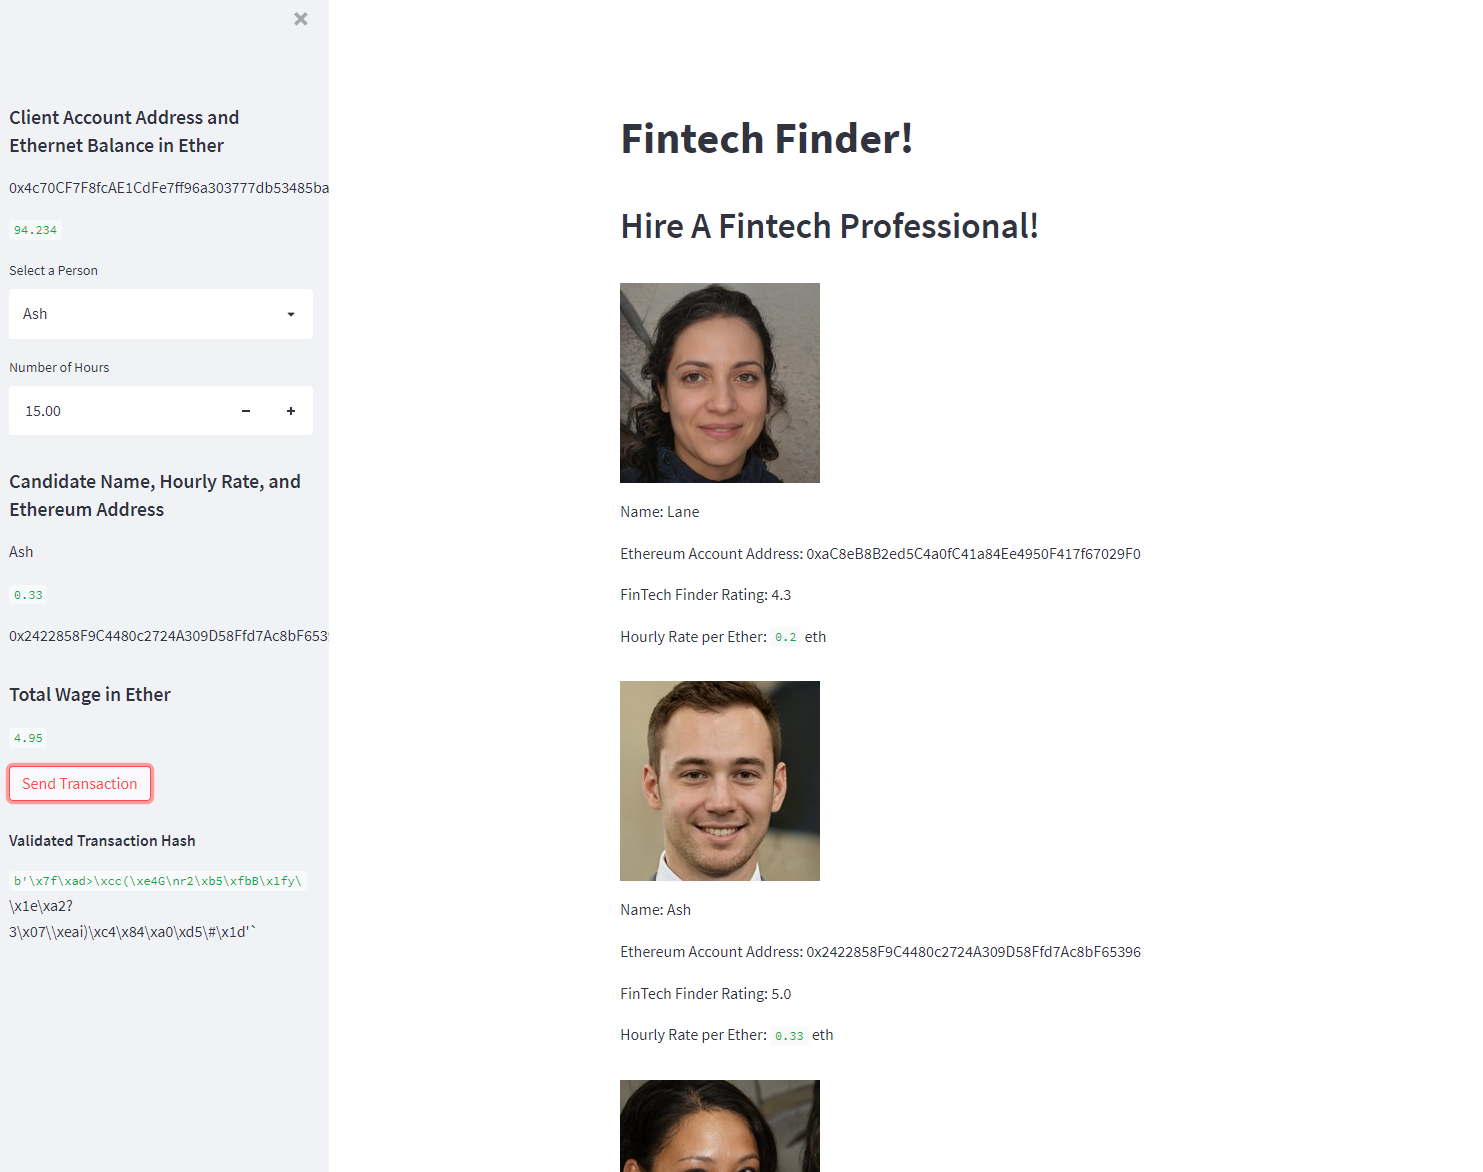 Client Account Address and
Ethernet Balance in Ether
0x4c70CF7F8fcAE1CdFe7ff96a303777db53485ba
94.234
Select a Person
Ash
Number of Hours
15.00
Candidate Name, Hourly Rate, and
Ethereum Address
Ash
0.33
0x2422858F9C4480c2724A309D58Ffd7Ac8bF6539
Total Wage in Ether
4.95
Send Transaction
Validated Transaction Hash
b'\x7f\xad>\xcc(\xe4G\nr2\xb5\xfbB\x1fy\
\x1e\xa2?
3\x07\\xeai)\xc4\x84\xa0\xd5\#\x1d'`
Fintech Finder!
Hire A Fintech Professional!
Name: Lane
Ethereum Account Address: 0xaC8eB8B2ed5C4a0fC41a84Ee4950F417f67029F0
FinTech Finder Rating: 4.3
Hourly Rate per Ether: 0.2 eth
Name: Ash
Ethereum Account Address: 0x2422858F9C4480c2724A309D58Ffd7Ac8bF65396
FinTech Finder Rating: 5.0
Hourly Rate per Ether: 0.33 eth